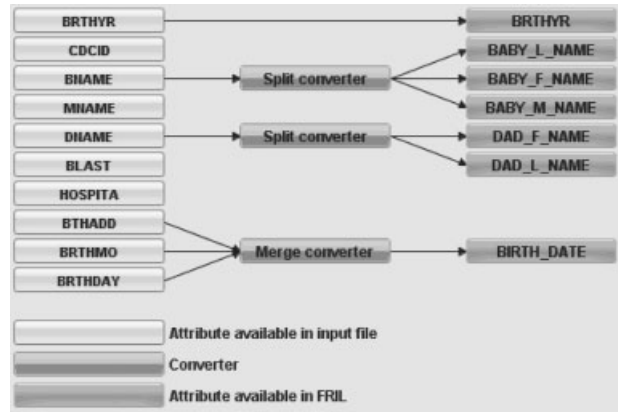 BRTHYR BRTHYR
CDCID BABY_L_NAME
BNAME Split converter BABY_F_NAME
MNAME BABY_M_NAME
DNAME Split converter DAD_F_NAME
BLAST DAD_L_NAME
HOSPITA
BTHADD
BRTHMO Merge converter BIRTH_DATE
BRTHDAY
Attribute available in input file
Converter
Attribute available in FRIL